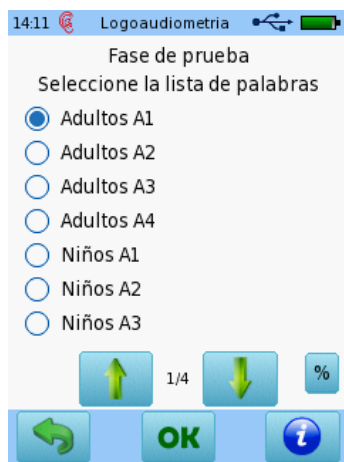 14:11 Logoaudiometria
Fase de prueba
Seleccione la lista de palabras
Adultos A1
Adultos A2
Adultos A3
Adultos A4
Niños A1
Niños A2
Niños A3
1/4 %
OK i